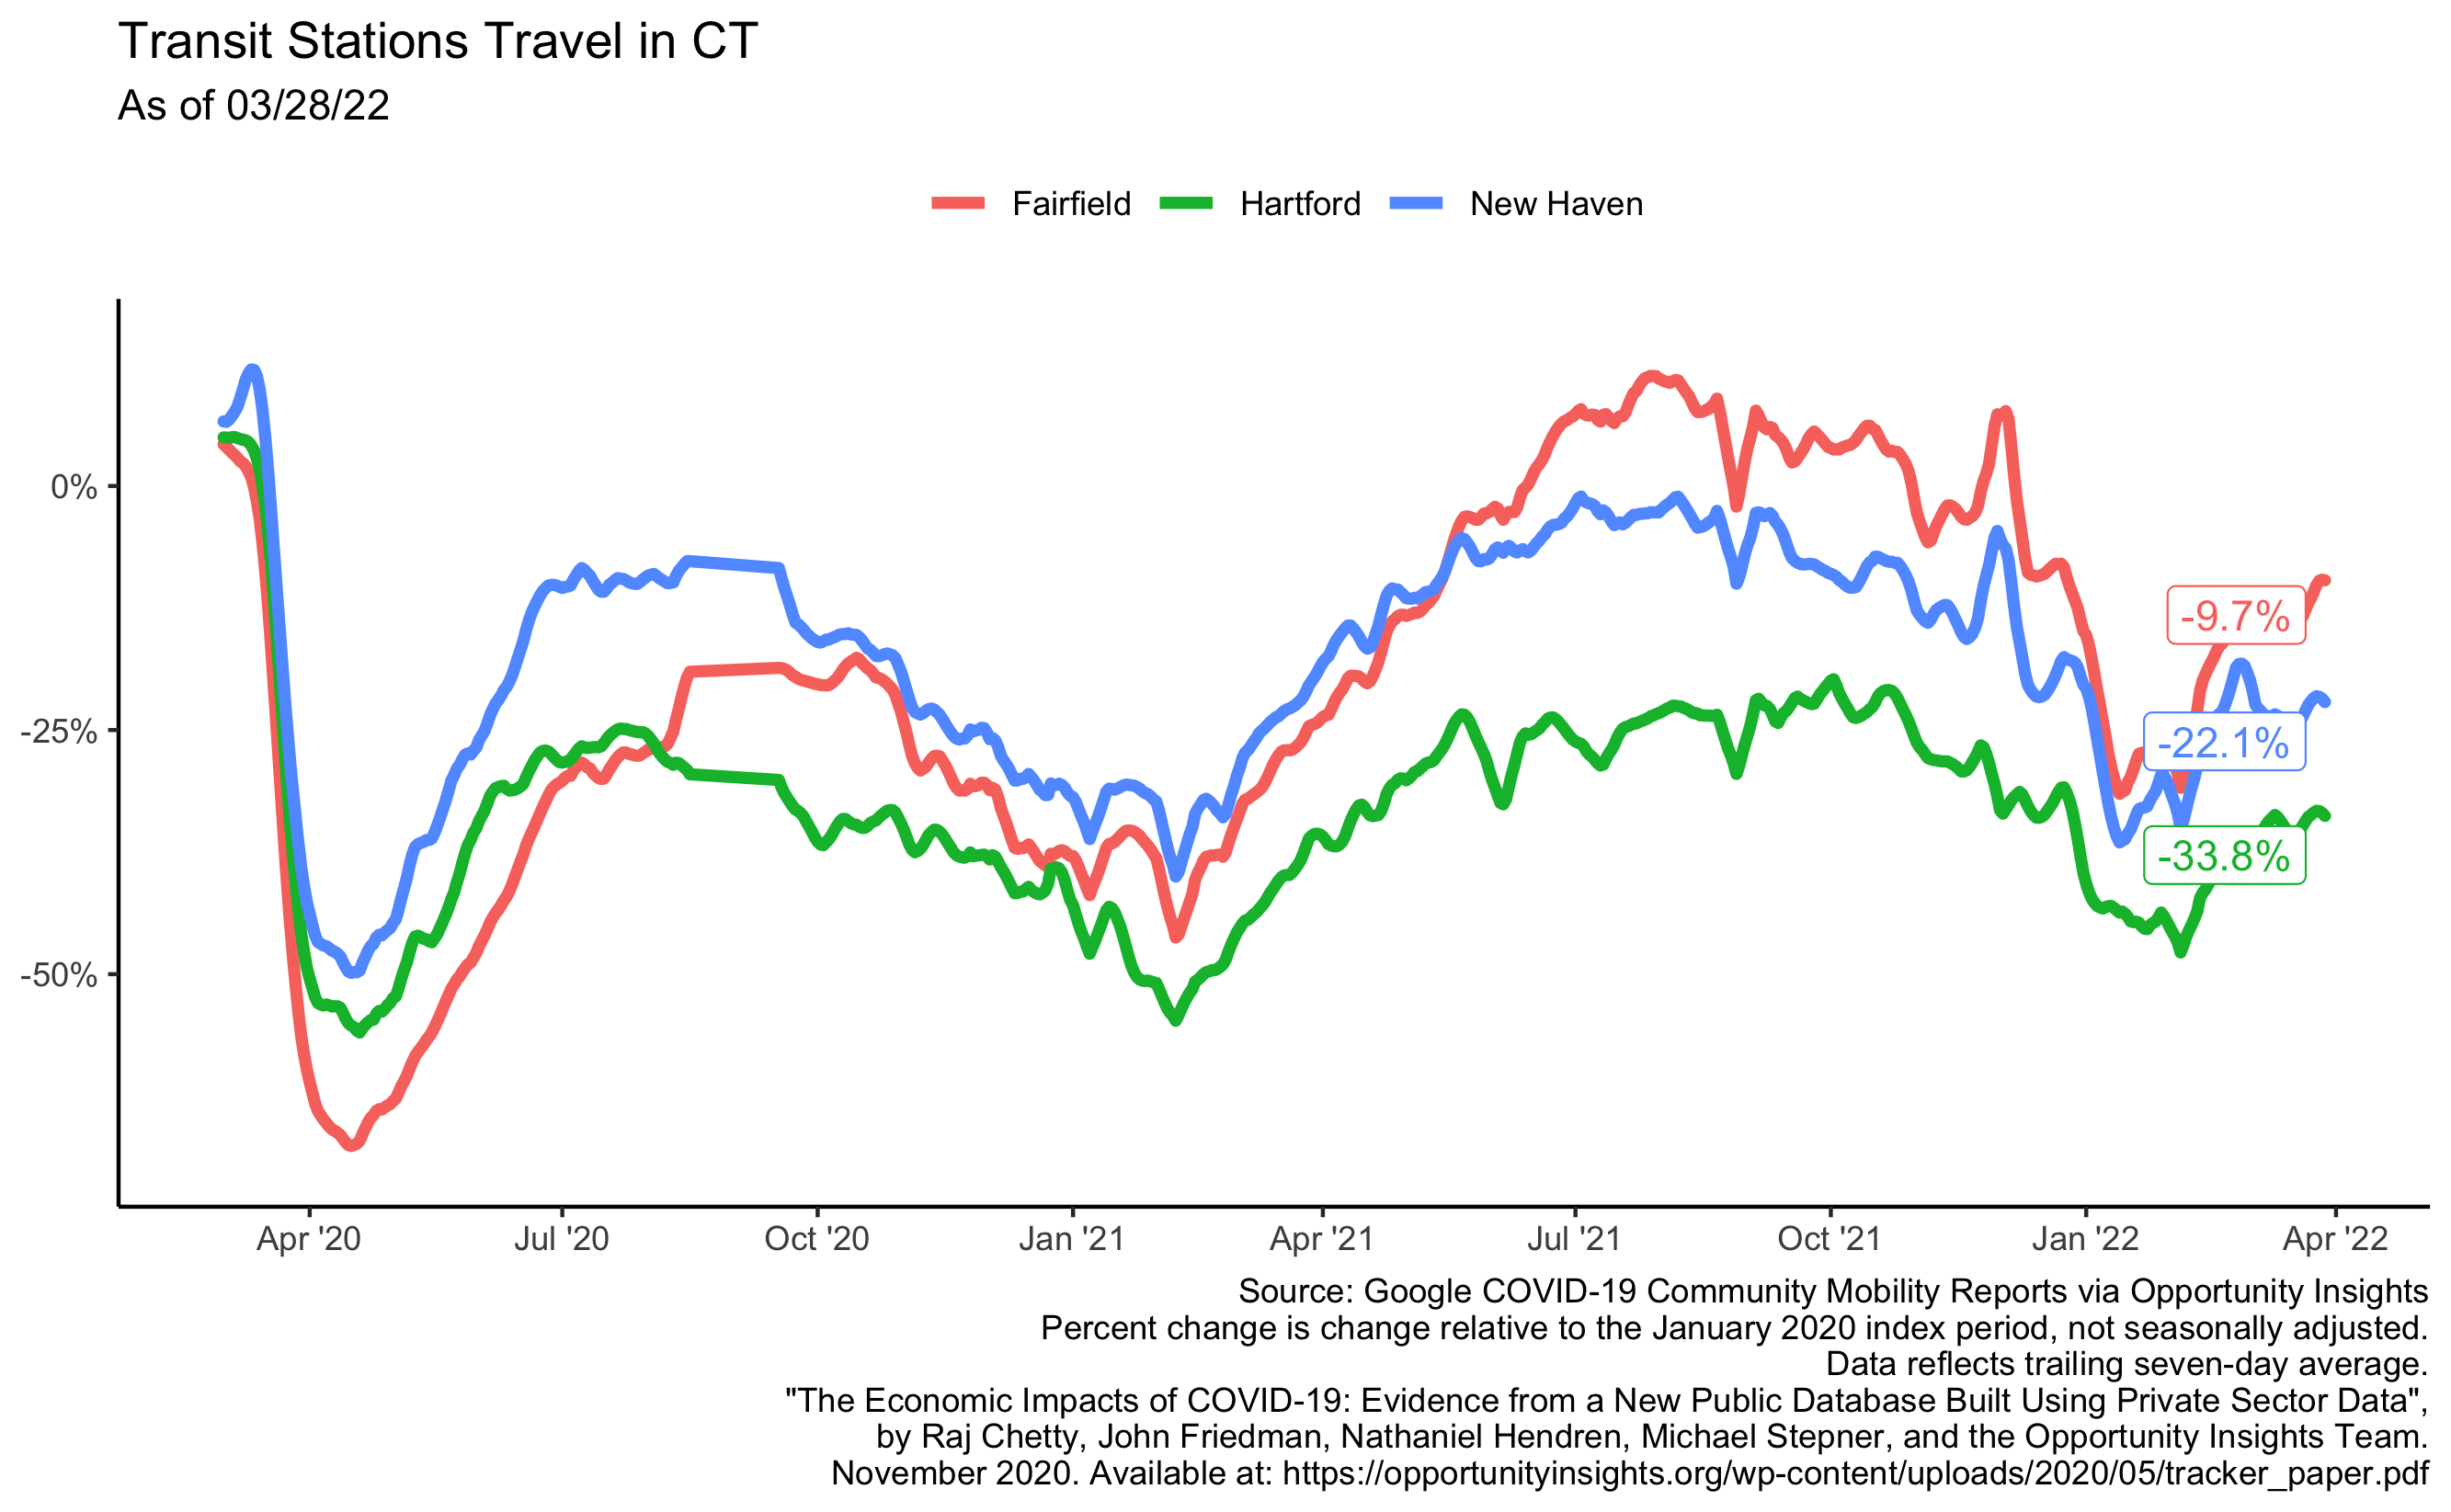 Transit Stations Travel in CT
As of 03/28/22
Fairfield Hartford New Haven
0%
-25%
-50%
-9.7%
-22.1%
-33.8%
Apr '20 Jul '20 Oct '20 Jan '21 Apr '21 Jul '21 Oct '21 Jan '22 Apr '22
Source: Google COVID-19 Community Mobility Reports via Opportunity Insights
Percent change is change relative to the January 2020 index period, not seasonally adjusted.
Data reflects trailing seven-day average.
"The Economic Impacts of COVID-19: Evidence from a New Public Database Built Using Private Sector Data",
by Raj Chetty, John Friedman, Nathaniel Hendren, Michael Stepner, and the Opportunity Insights Team.
November 2020. Available at: https://opportunityinsights.org/wp-content/uploads/2020/05/tracker_paper.pdf